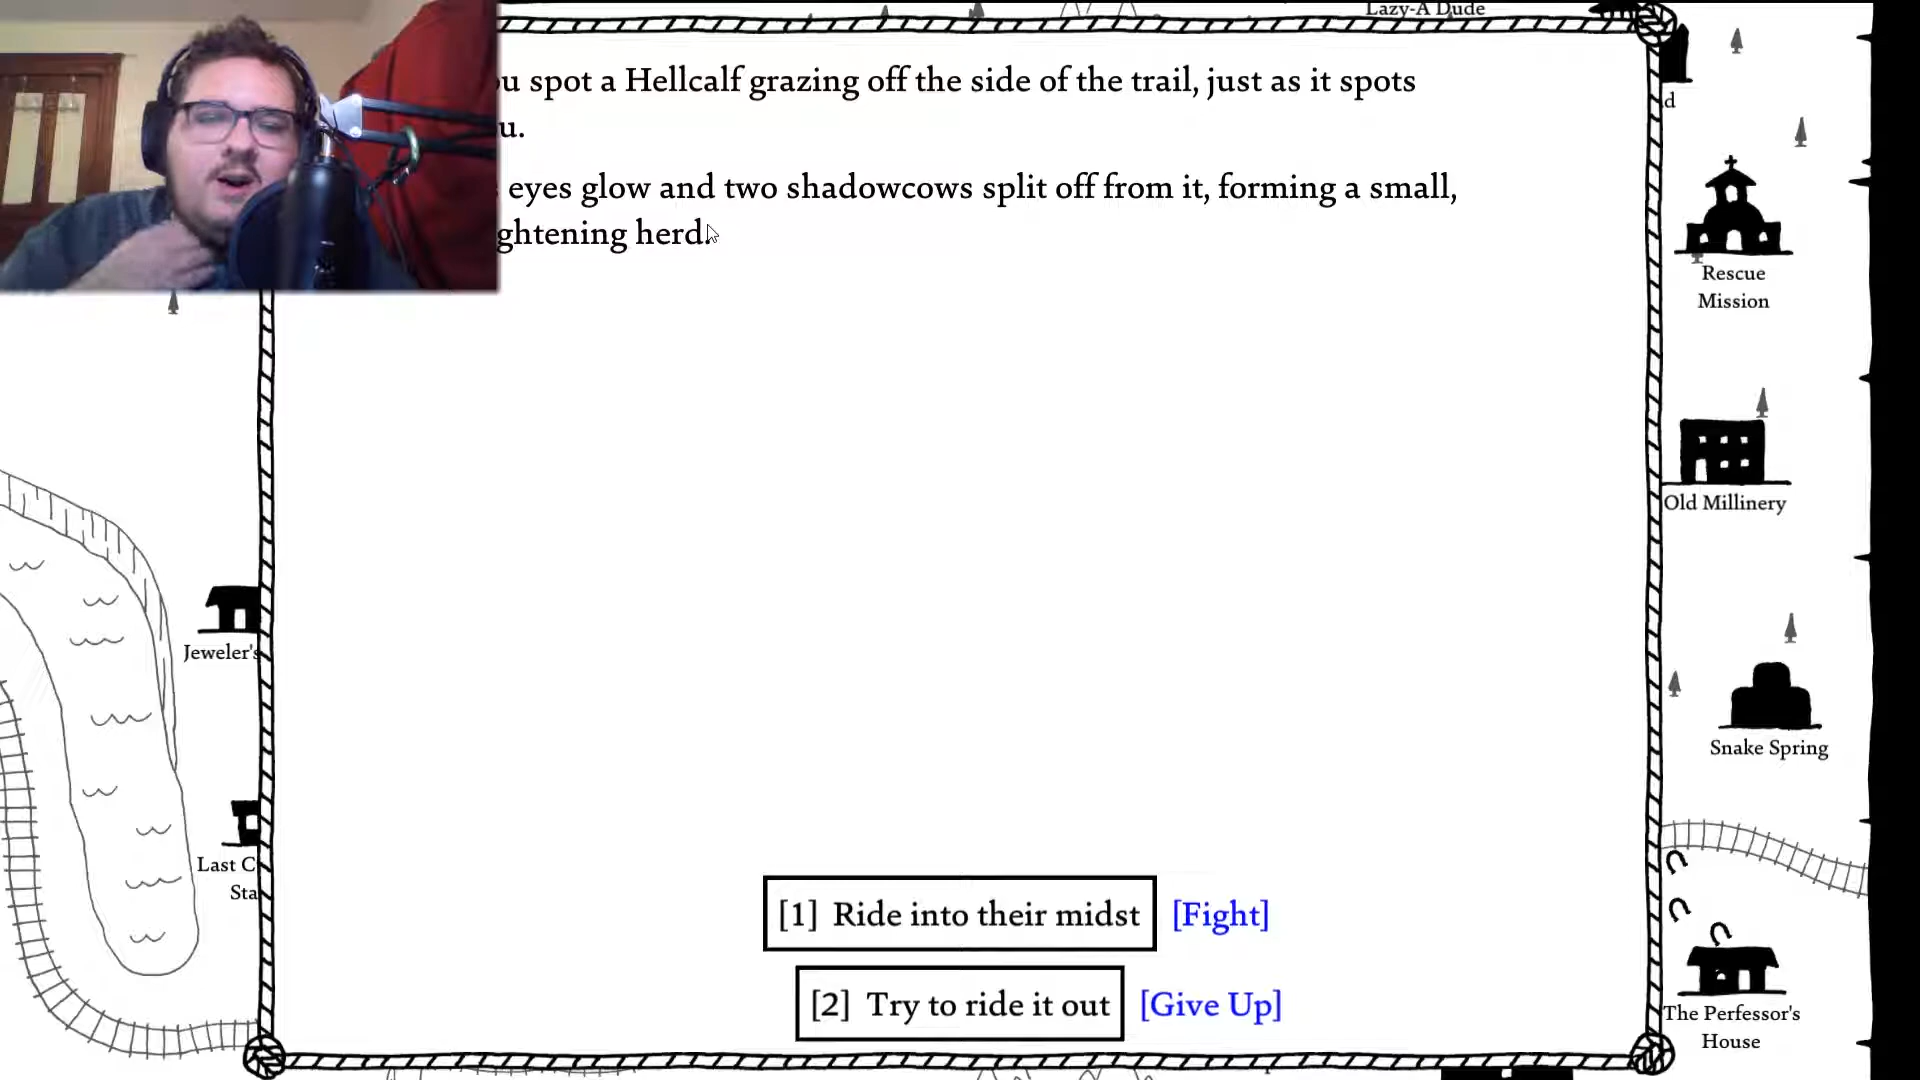 Lazy-A Dude
u spot a Hellcalf grazing off the side of the trail, just as it spots
u.
eyes glow and two shadowcows split off from it, forming a small,
ghtening herd.
d
Rescue
Mission
Old Millinery
Jeweler's
Snake Spring
Last C
Sta
[1] Ride into their midst [Fight]
[2] Try to ride it out [Give Up]
The Perfessor's
House